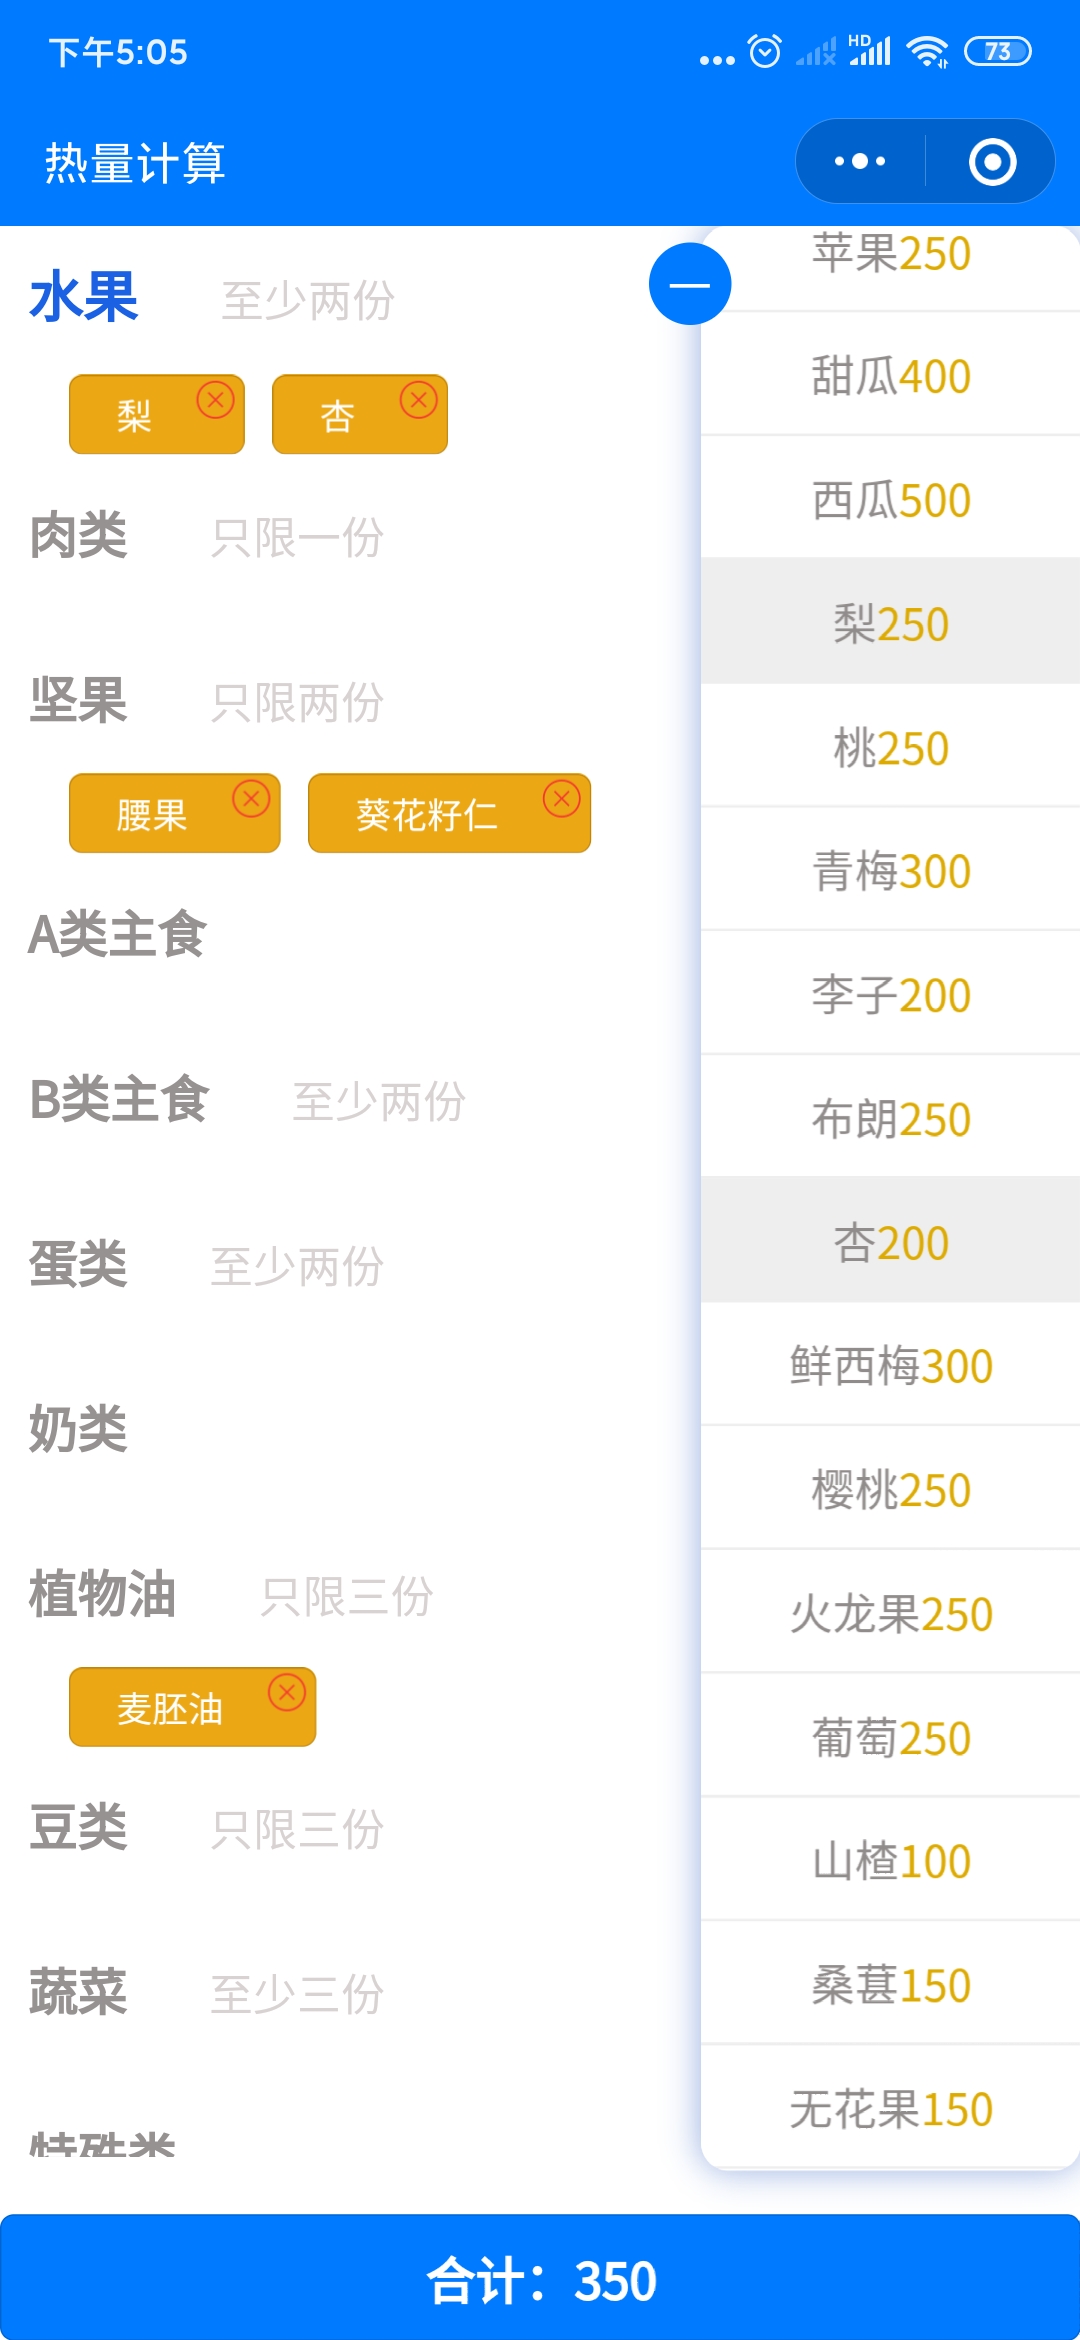 下午5:05
HD
73
热量计算
水果 至少两份
梨 杏
肉类 只限一份
坚果 只限两份
腰果 葵花籽仁
A类主食
B类主食 至少两份
蛋类 至少两份
奶类
植物油 只限三份
麦胚油
豆类 只限三份
蔬菜 至少三份
特殊类
苹果250
甜瓜400
西瓜500
梨250
桃250
青梅300
李子200
布朗250
杏200
鲜西梅300
樱桃250
火龙果250
葡萄250
山楂100
桑葚150
无花果150
合计：350